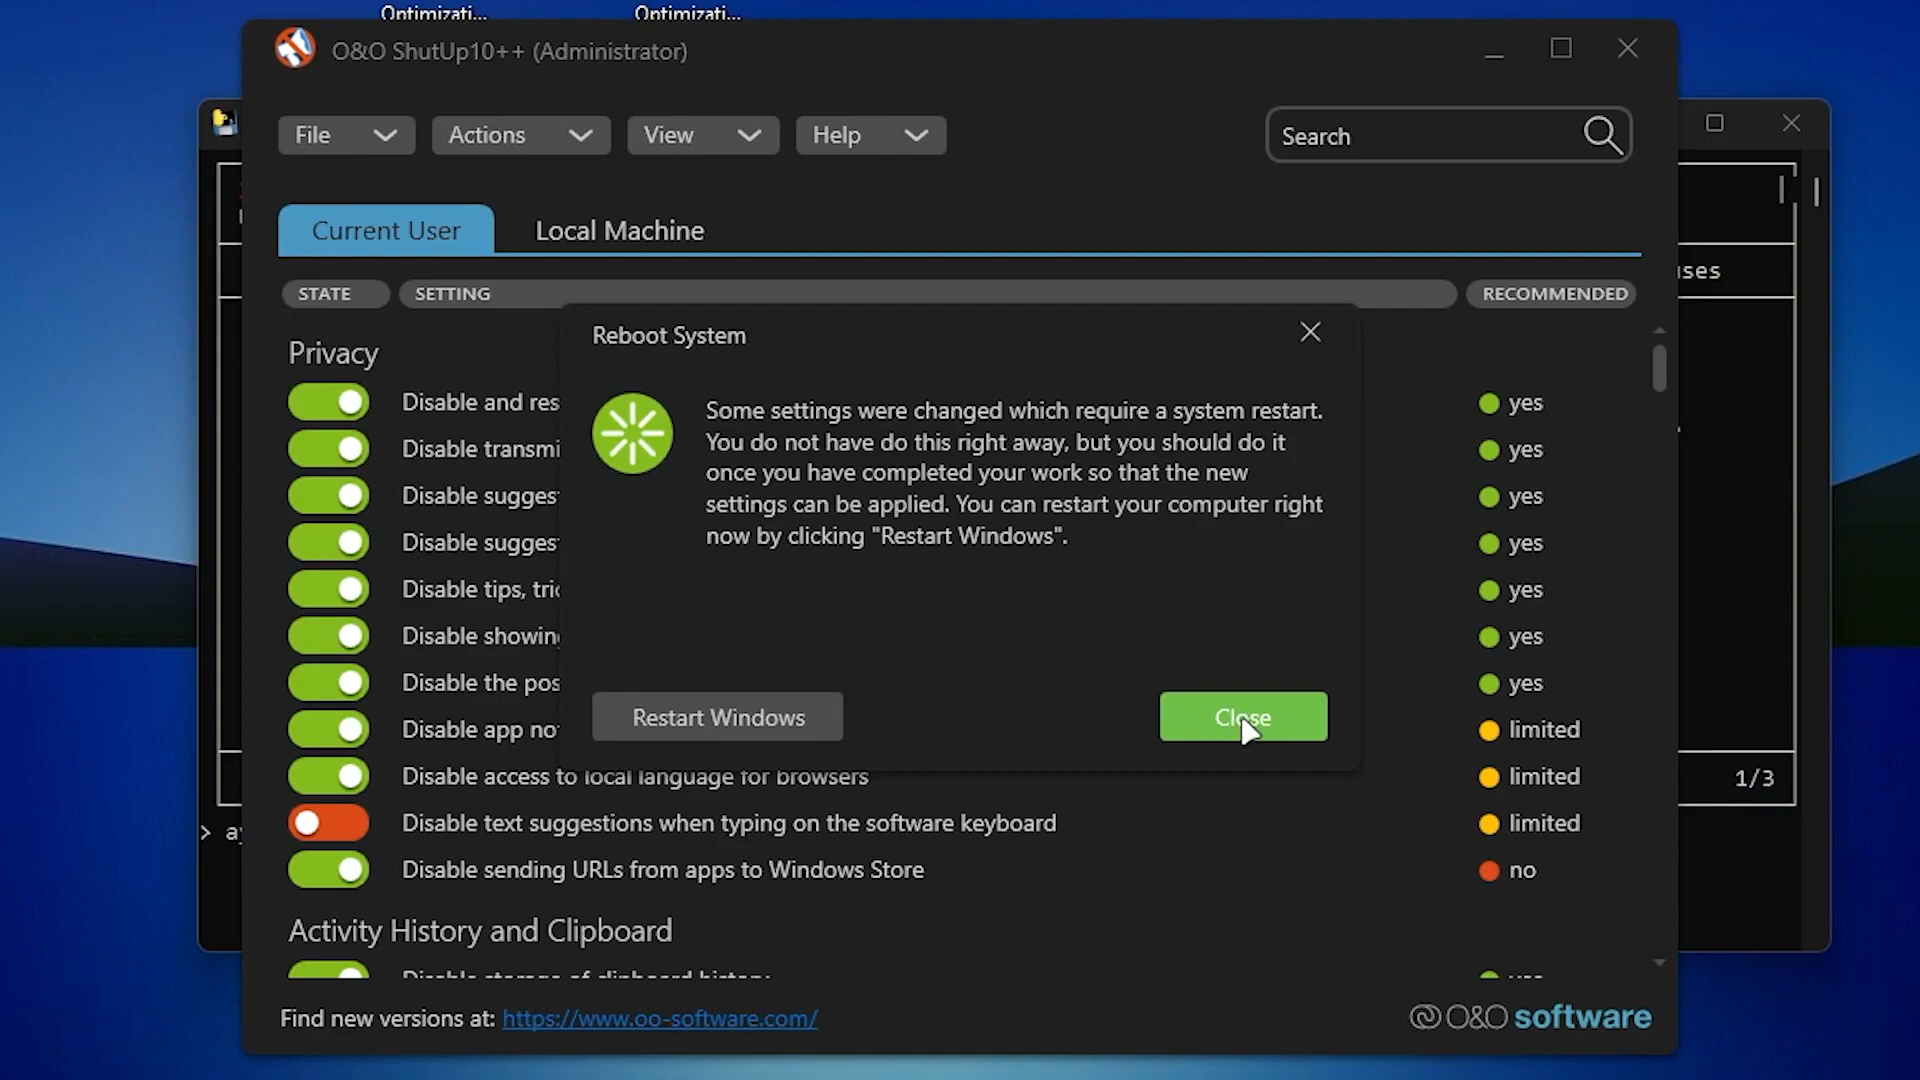 Optimizati... Optimizati...
O&O ShutUp10++ (Administrator)
File Actions View Help Search
Current User Local Machine
STATE SETTING RECOMMENDED
Privacy
Reboot System
Some settings were changed which require a system restart.
You do not have do this right away, but you should do it
once you have completed your work so that the new
settings can be applied. You can restart your computer right
now by clicking "Restart Windows".
Restart Windows Close
Disable and res yes
Disable transmi yes
Disable sugges yes
Disable sugges yes
Disable tips, tric yes
Disable showin yes
Disable the pos yes
Disable app no limited
Disable access to local language for browsers limited
Disable text suggestions when typing on the software keyboard limited
Disable sending URLs from apps to Windows Store no
Activity History and Clipboard
Disable storage of clipboard history yes
Find new versions at: https://www.oo-software.com/
O&O software
1/3